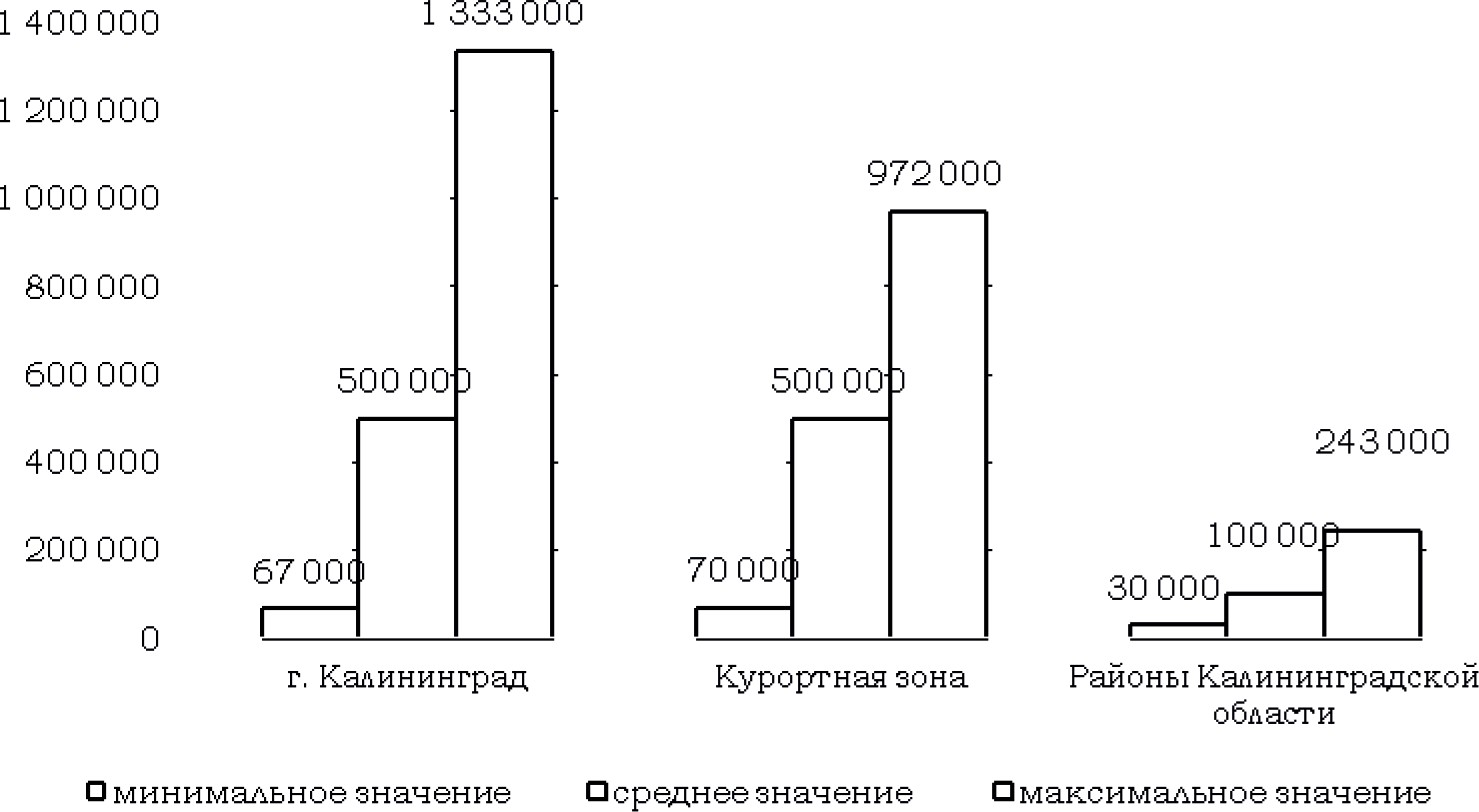 1 400 000
1 333 000
1 200 000
1 000 000
972 000
800 000
600 000
500 000
500 000
400 000
243 000
200 000
100 000
67 000
70 000
30 000
0
г. Калининград
Курортная зона
Районы Калининградской
области
минимальное значение
среднее значение
максимальное значение